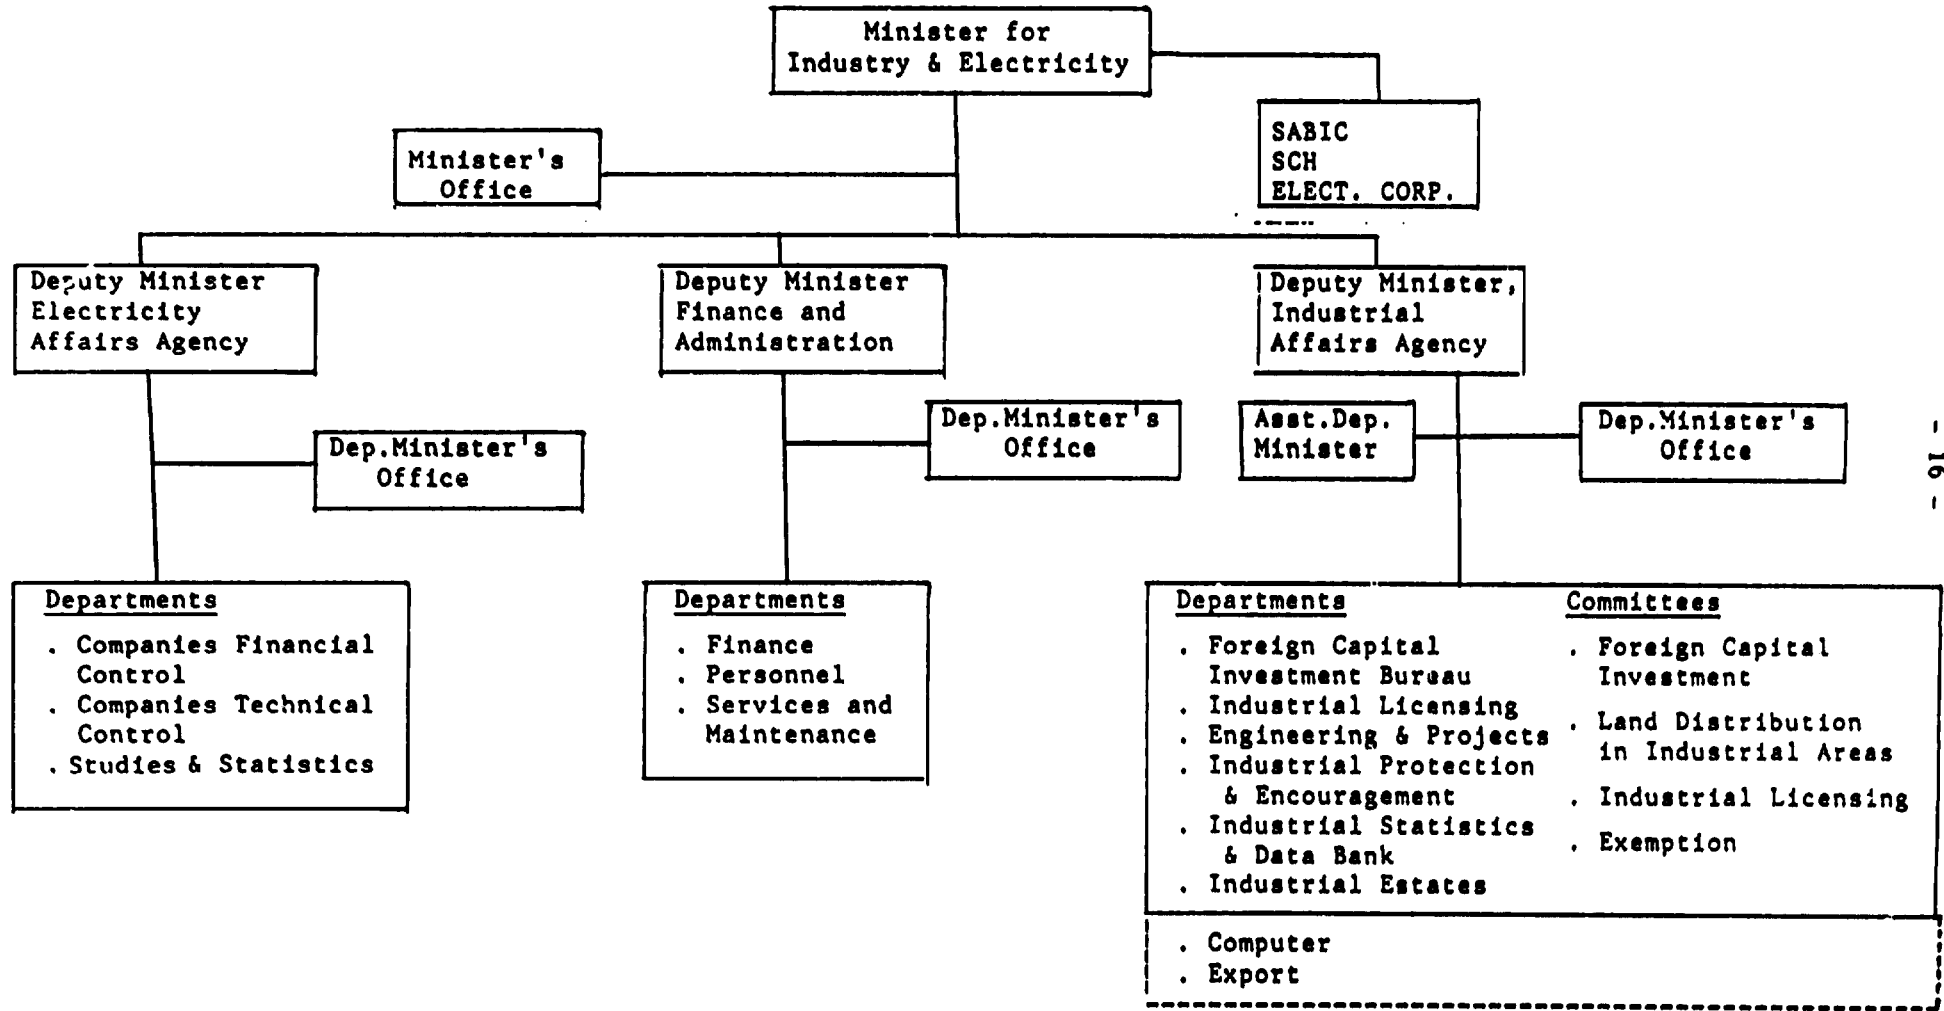 Minister for
Industry & Electricity
SABIC
SCH
ELECT. CORP.
Minister's
Office
Deputy Minister
Electricity
Affairs Agency
Deputy Minister
Finance and
Administration
Deputy Minister,
Industrial
Affairs Agency
Dep.Minister's
Office
Dep.Minister's
Office
Asst.Dep.
Minister
Dep.Minister's
Office
- 16 -
Departments
. Companies Financial
Control
. Companies Technical
Control
. Studies & Statistics
Departments
. Finance
. Personnel
. Services and
Maintenance
Departments
. Foreign Capital
Investment Bureau
. Industrial Licensing
. Engineering & Projects
. Industrial Protection
& Encouragement
. Industrial Statistics
& Data Bank
. Industrial Estates
Committees
. Foreign Capital
Investment
. Land Distribution
in Industrial Areas
. Industrial Licensing
. Exemption
. Computer
. Export